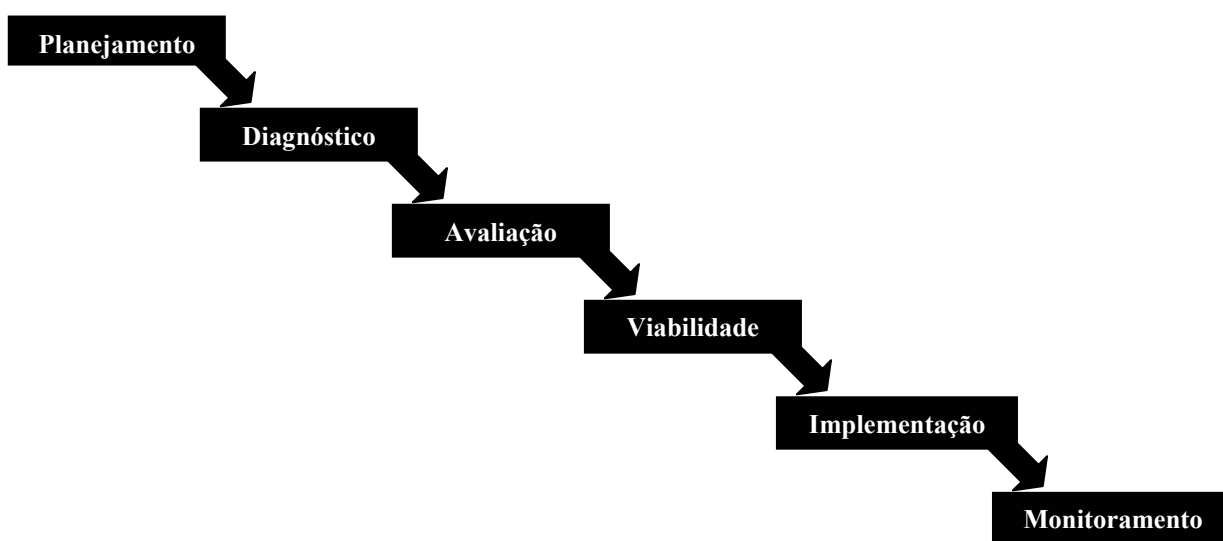 Planejamento
Diagnóstico
Avaliação
Viabilidade
Implementação
Monitoramento